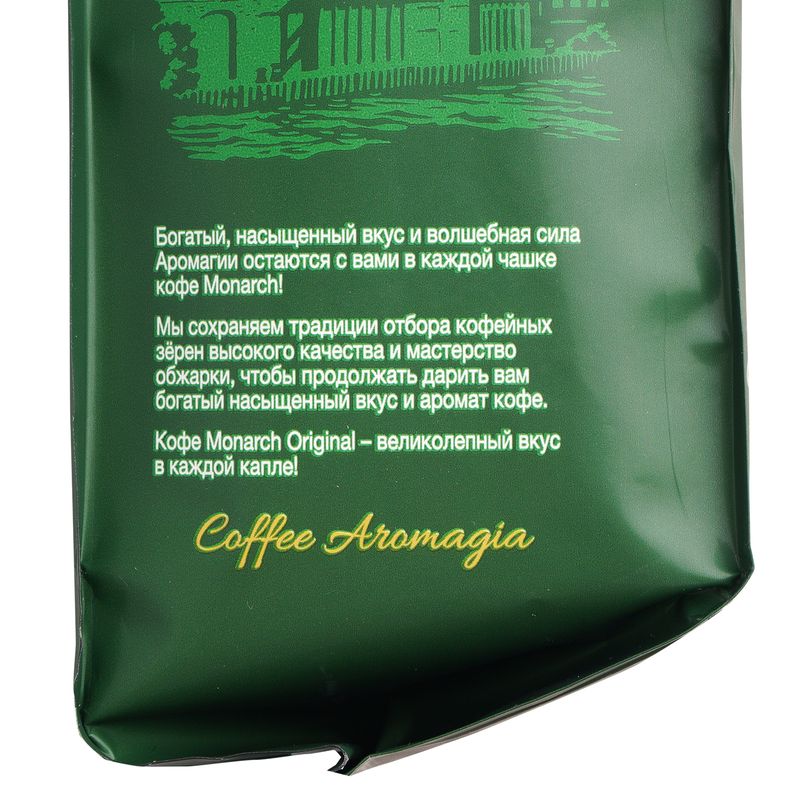 Богатый, насыщенный вкус и волшебная сила
Аромагии остаются с вами в каждой чашке
кофе Monarch!
Мы сохраняем традиции отбора кофейных
зёрен высокого качества и мастерство
обжарки, чтобы продолжать дарить вам
богатый насыщенный вкус и аромат кофе.
Кофе Monarch Original – великолепный вкус
в каждой капле!
Coffee Aromagia